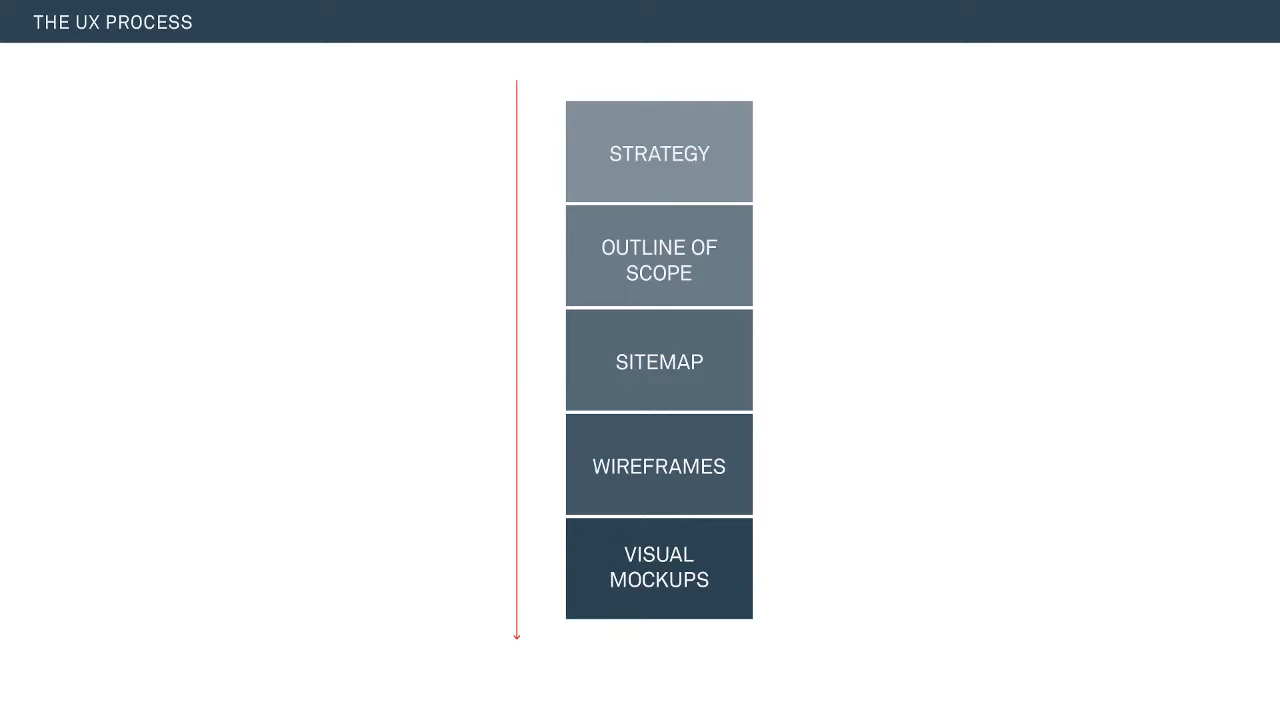 THE UX PROCESS
STRATEGY
OUTLINE OF
SCOPE
SITEMAP
WIREFRAMES
VISUAL
MOCKUPS